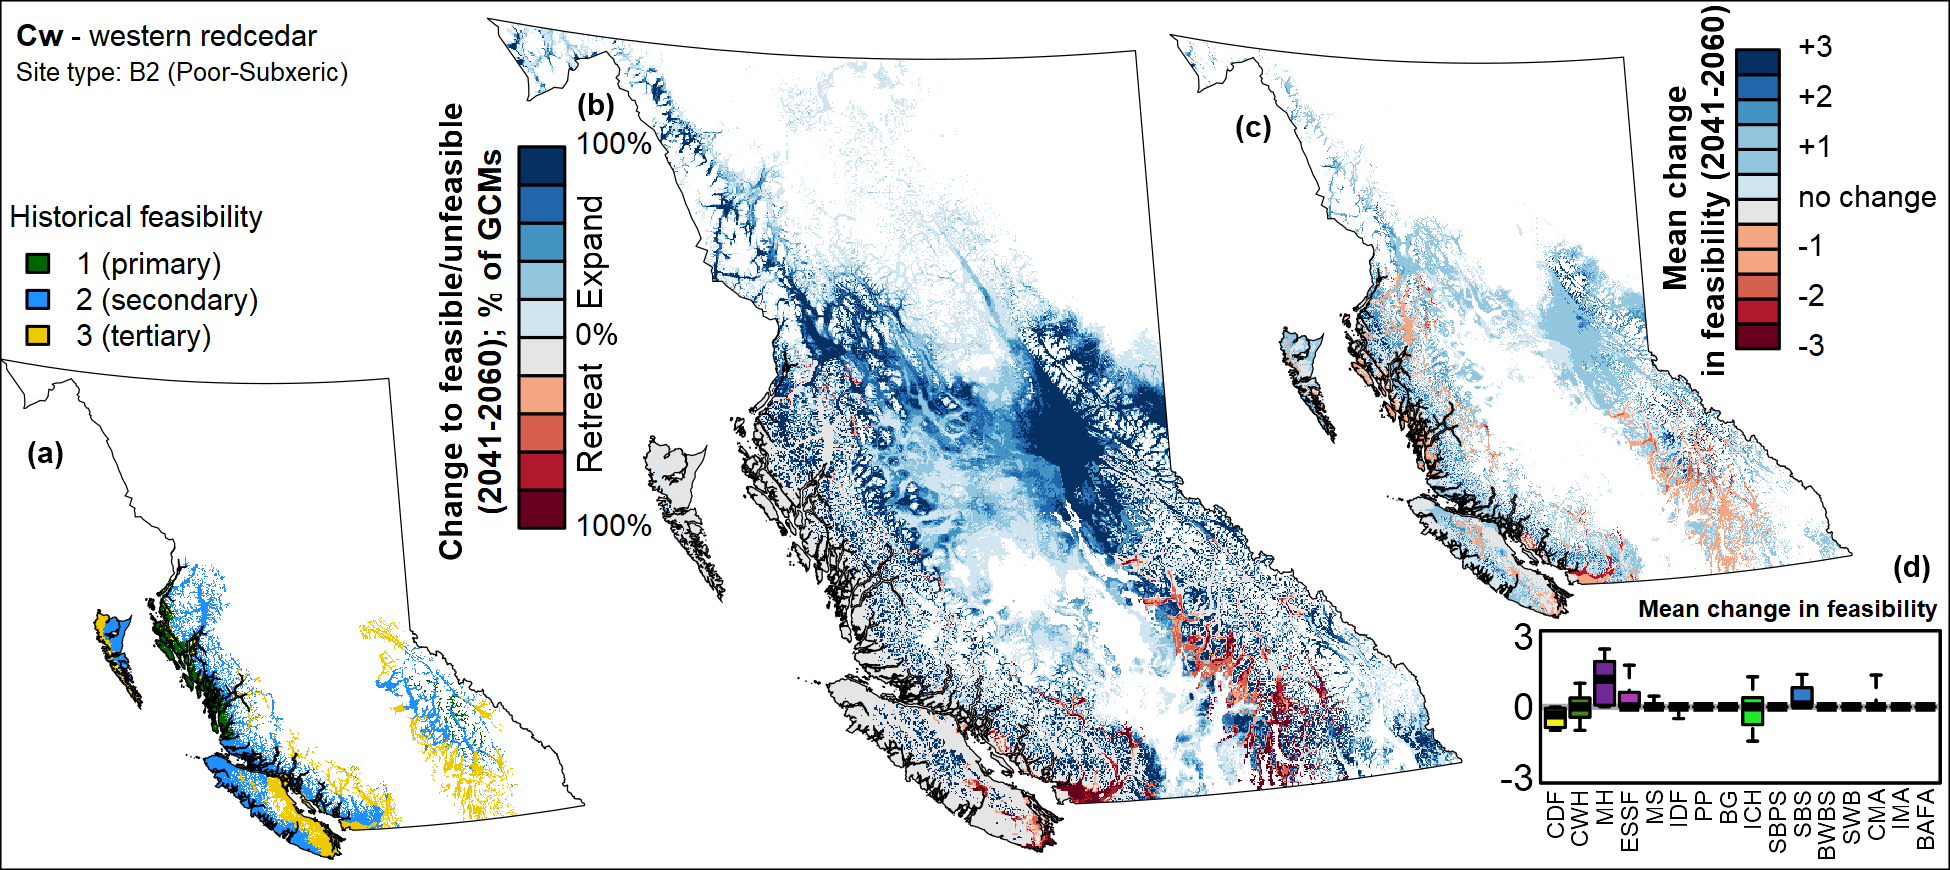 Cw - western redcedar
Site type: B2 (Poor-Subxeric)
Historical feasibility
1 (primary)
2 (secondary)
3 (tertiary)
(a)
(b)
Change to feasible/unfeasible
(2041-2060); % of GCMs
100%
Expand
0%
Retreat
100%
(c)
Mean change
in feasibility (2041-2060)
+3
+2
+1
no change
-1
-2
-3
(d)
Mean change in feasibility
3
0
-3
CDF
CWH
MH
ESSF
MS
IDF
PP
BG
ICH
SBPS
SBS
BWBS
SWB
CMA
IMA
BAFA